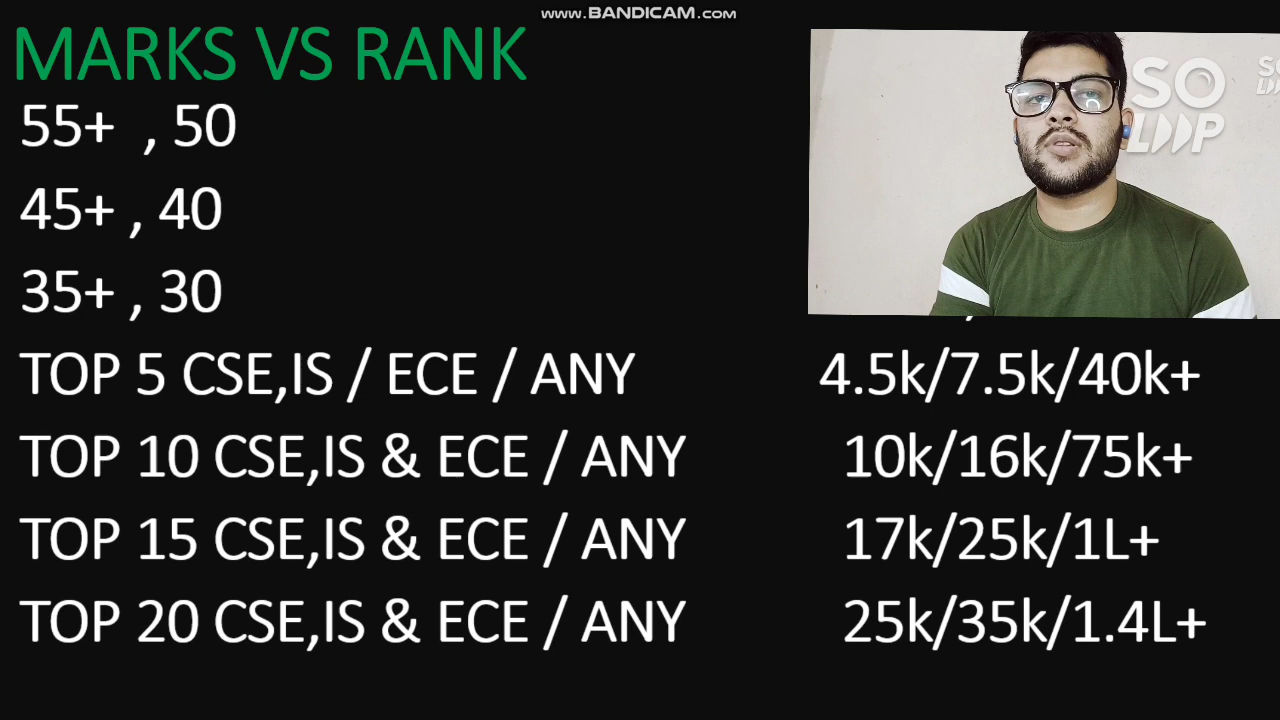 www.BANDICAM.com
MARKS VS RANK
55+ , 50
45+ , 40
35+ , 30
TOP 5 CSE,IS / ECE / ANY 4.5k/7.5k/40k+
TOP 10 CSE,IS & ECE / ANY 10k/16k/75k+
TOP 15 CSE,IS & ECE / ANY 17k/25k/1L+
TOP 20 CSE,IS & ECE / ANY 25k/35k/1.4L+
SO